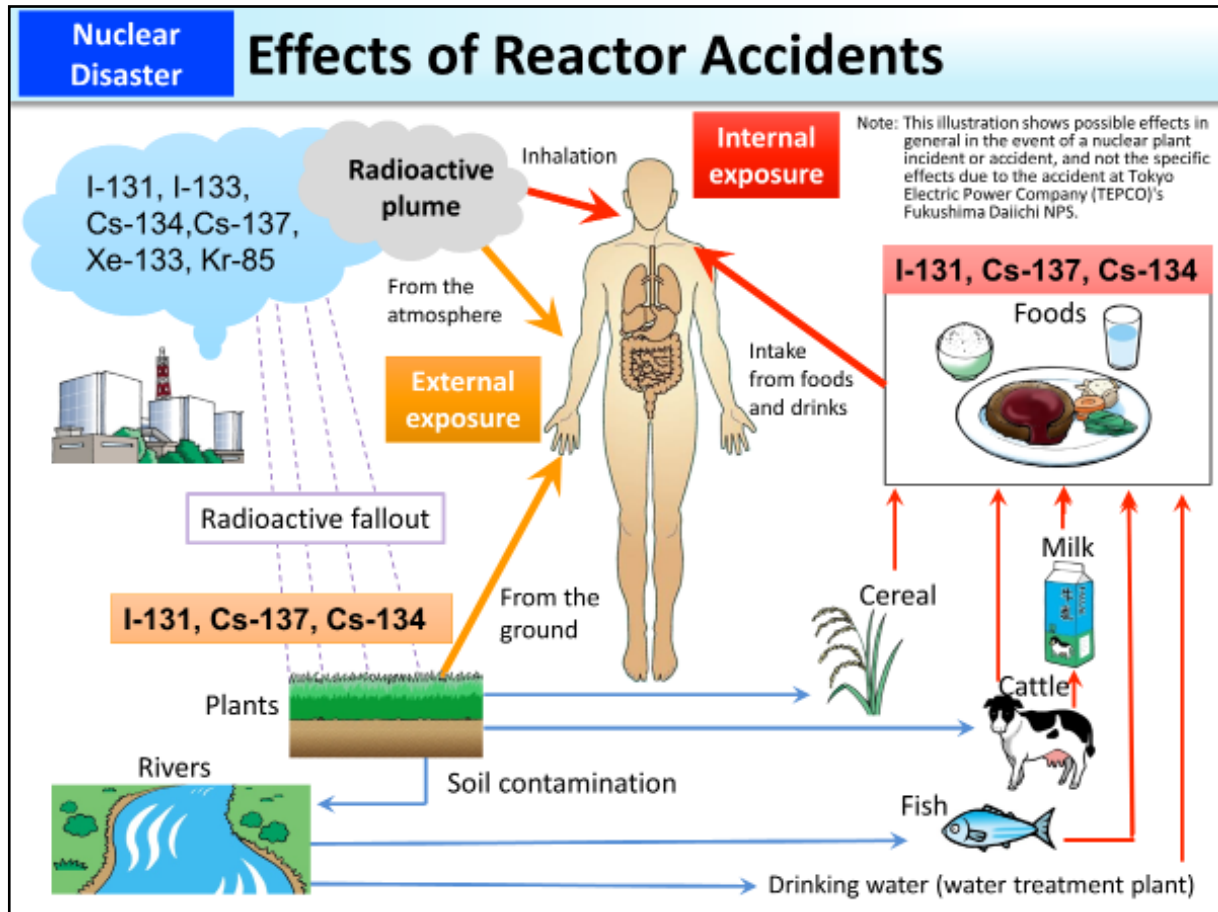 Nuclear
Disaster
Effects of Reactor Accidents
I-131, I-133,
Cs-134,Cs-137,
Xe-133, Kr-85
Radioactive
plume
Inhalation
Internal
exposure
Note: This illustration shows possible effects in
general in the event of a nuclear plant
incident or accident, and not the specific
effects due to the accident at Tokyo
Electric Power Company (TEPCO)'s
Fukushima Daiichi NPS.
From the
atmosphere
External
exposure
Intake
from foods
and drinks
I-131, Cs-137, Cs-134
Foods
Radioactive fallout
I-131, Cs-137, Cs-134
From the
ground
Plants
Cereal
Milk
Cattle
Rivers
Soil contamination
Fish
Drinking water (water treatment plant)